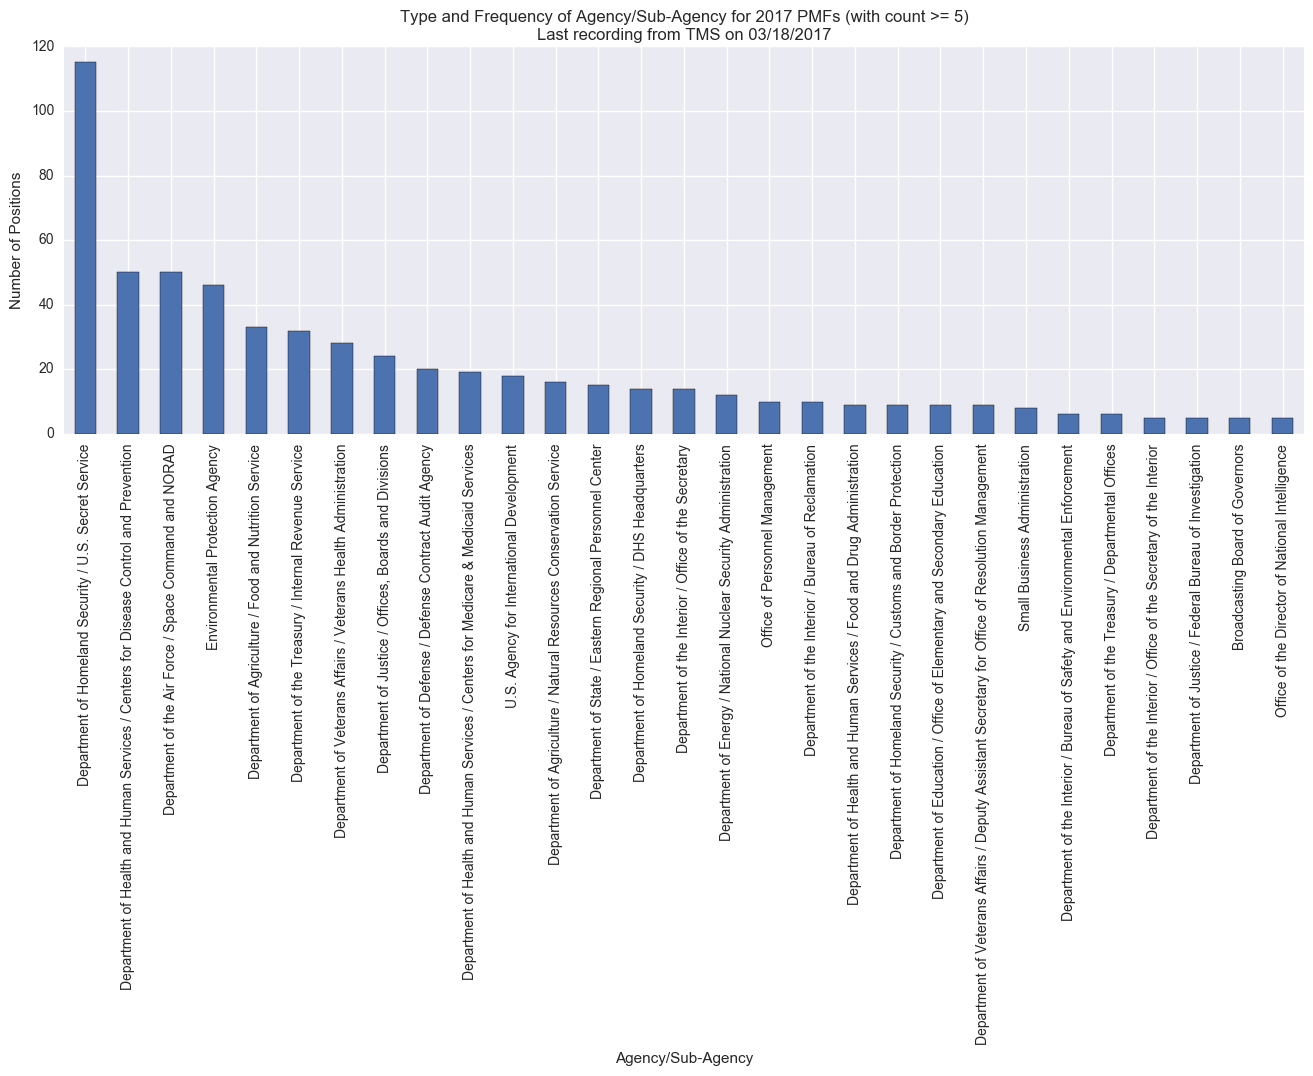 Type and Frequency of Agency/Sub-Agency for 2017 PMFs (with count >= 5)
Last recording from TMS on 03/18/2017
Number of Positions
120
100
80
60
40
20
0
Department of Homeland Security / U.S. Secret Service
Department of Health and Human Services / Centers for Disease Control and Prevention
Department of the Air Force / Space Command and NORAD
Environmental Protection Agency
Department of Agriculture / Food and Nutrition Service
Department of the Treasury / Internal Revenue Service
Department of Veterans Affairs / Veterans Health Administration
Department of Justice / Offices, Boards and Divisions
Department of Defense / Defense Contract Audit Agency
Department of Health and Human Services / Centers for Medicare & Medicaid Services
U.S. Agency for International Development
Department of Agriculture / Natural Resources Conservation Service
Department of State / Eastern Regional Personnel Center
Department of Homeland Security / DHS Headquarters
Department of the Interior / Office of the Secretary
Department of Energy / National Nuclear Security Administration
Office of Personnel Management
Department of the Interior / Bureau of Reclamation
Department of Health and Human Services / Food and Drug Administration
Department of Homeland Security / Customs and Border Protection
Department of Education / Office of Elementary and Secondary Education
Department of Veterans Affairs / Deputy Assistant Secretary for Office of Resolution Management
Small Business Administration
Department of the Interior / Bureau of Safety and Environmental Enforcement
Department of the Treasury / Departmental Offices
Department of the Interior / Office of the Secretary of the Interior
Department of Justice / Federal Bureau of Investigation
Broadcasting Board of Governors
Office of the Director of National Intelligence
Agency/Sub-Agency